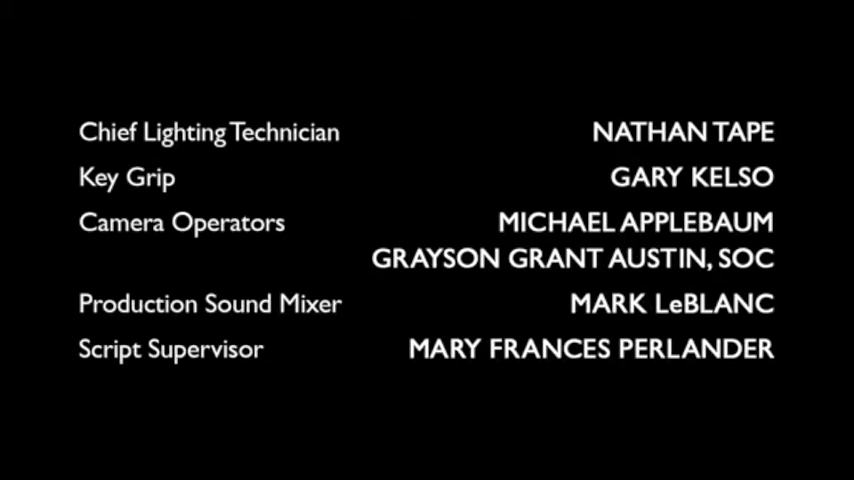 Chief Lighting Technician NATHAN TAPE
Key Grip GARY KELSO
Camera Operators MICHAEL APPLEBAUM
GRAYSON GRANT AUSTIN, SOC
Production Sound Mixer MARK LeBLANC
Script Supervisor MARY FRANCES PERLANDER